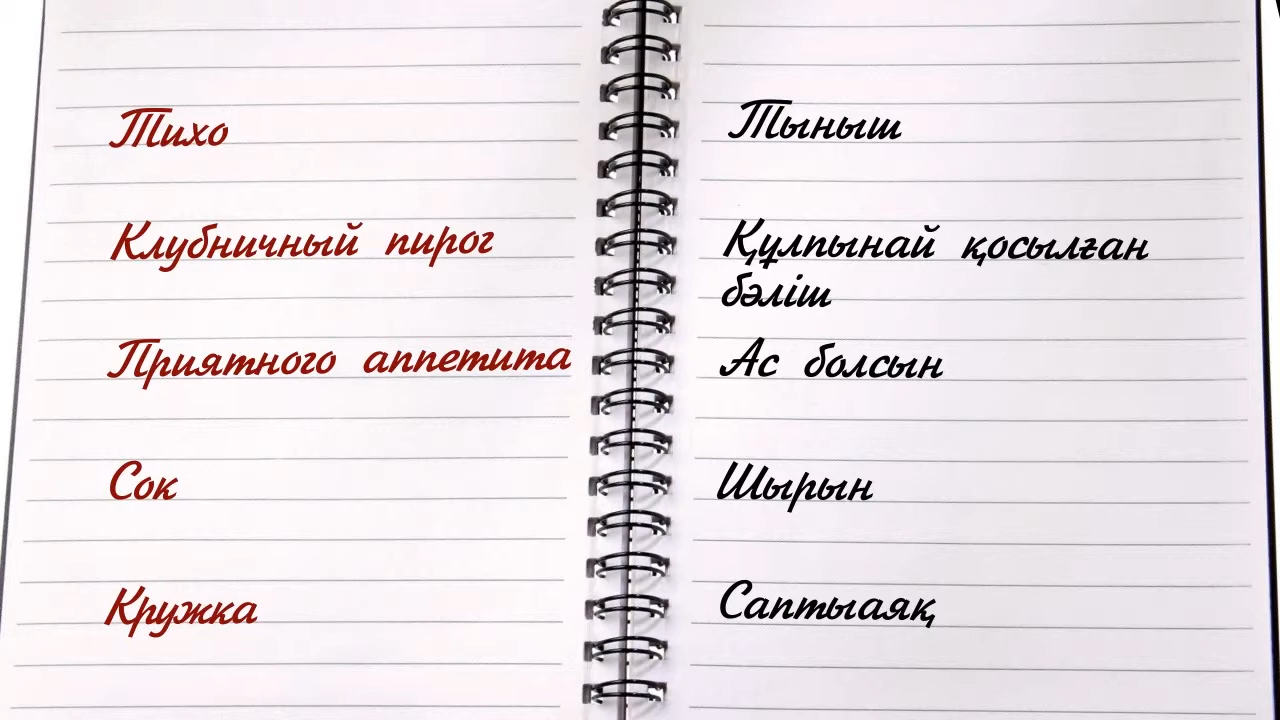 Тихо
Тыныш
Клубничный пирог
Құлпынай қосылған
бәліш
Приятного аппетита
Ас болсын
Сок
Шырын
Кружка
Саптыаяқ